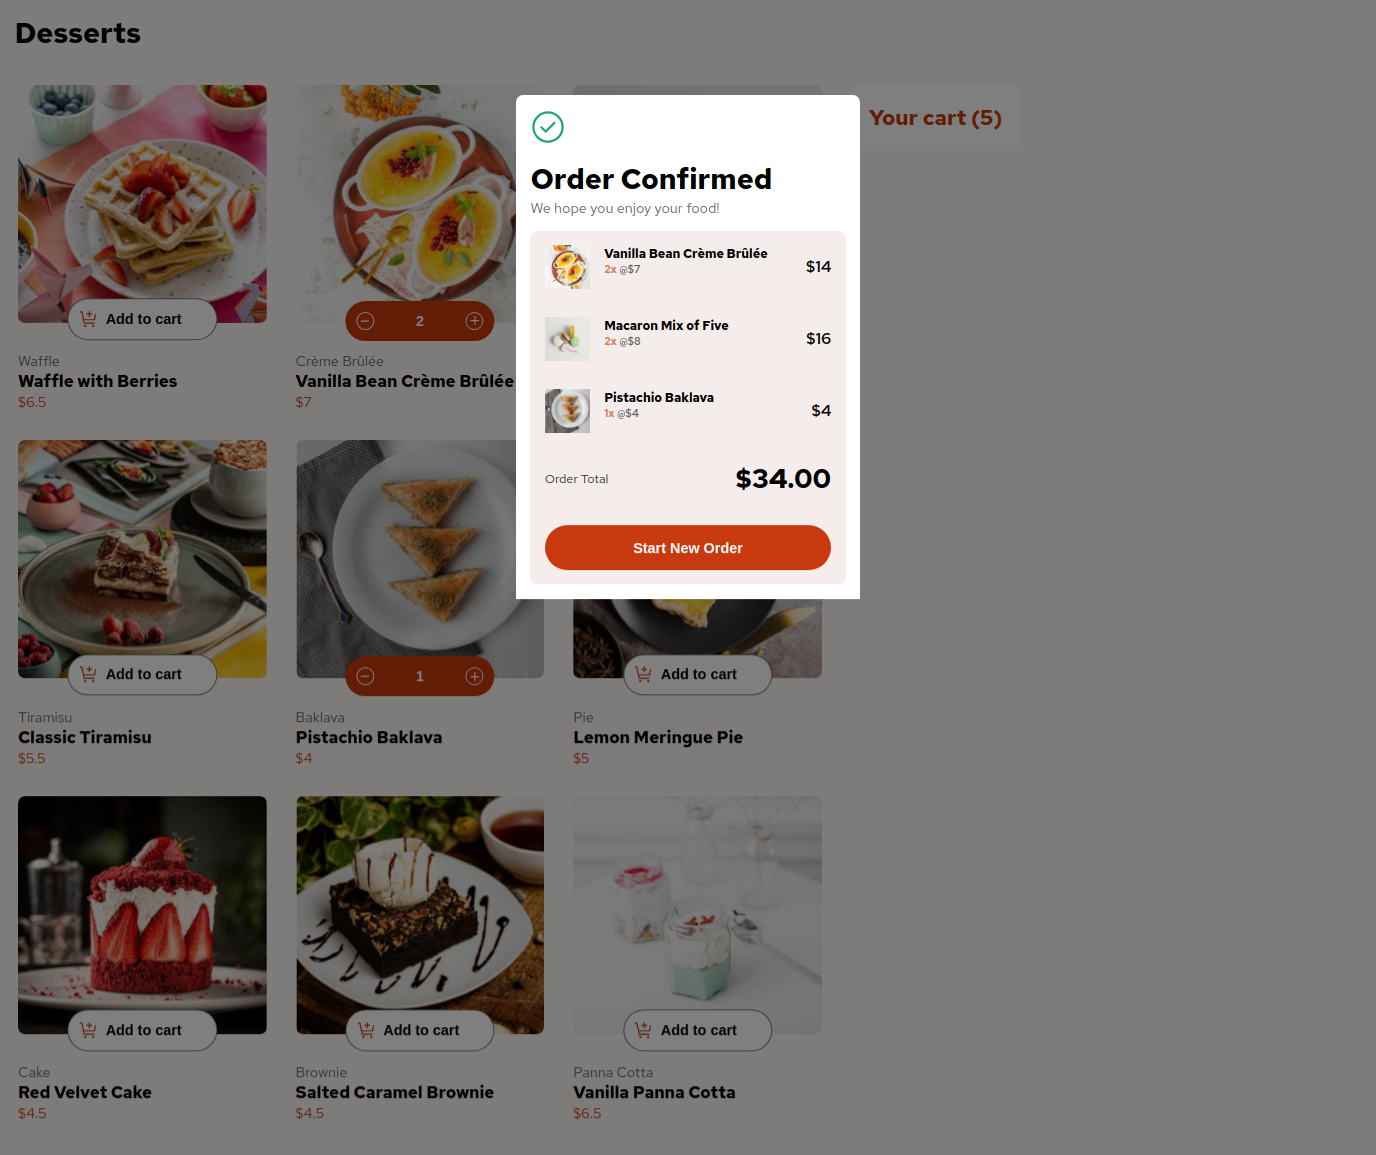 Desserts
Your cart (5)
Order Confirmed
We hope you enjoy your food!
Vanilla Bean Crème Brûlée
2x @$7
$14
Macaron Mix of Five
2x @$8
$16
Pistachio Baklava
1x @$4
$4
Order Total
$34.00
Start New Order
Add to cart
Waffle
Waffle with Berries
$6.5
2
Crème Brûlée
Vanilla Bean Crème Brûlée
$7
Add to cart
Tiramisu
Classic Tiramisu
$5.5
1
Baklava
Pistachio Baklava
$4
Add to cart
Pie
Lemon Meringue Pie
$5
Add to cart
Cake
Red Velvet Cake
$4.5
Add to cart
Brownie
Salted Caramel Brownie
$4.5
Add to cart
Panna Cotta
Vanilla Panna Cotta
$6.5